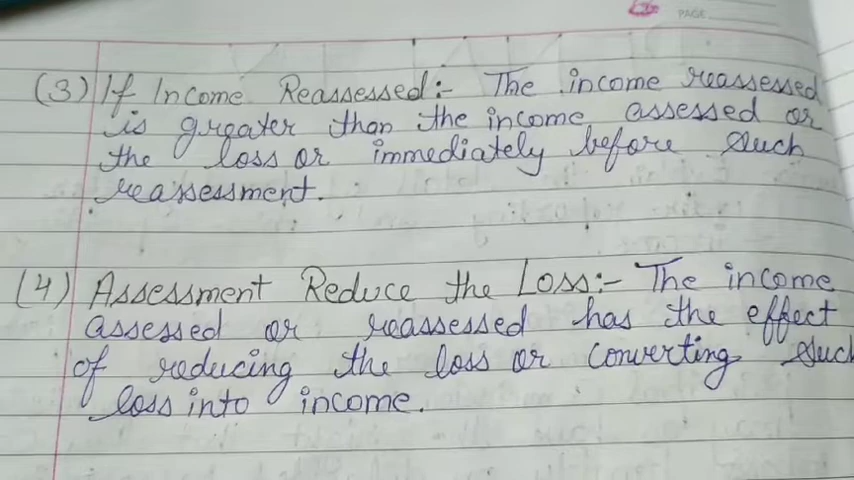 PAGE
(3) If Income Reassessed:- The income reassessed
is greater than the income assessed or
the loss or immediately before such
reassessment.
(4) Assessment Reduce the Loss:- The income
assessed or reassessed has the effect
of reducing the loss or converting such
loss into income.